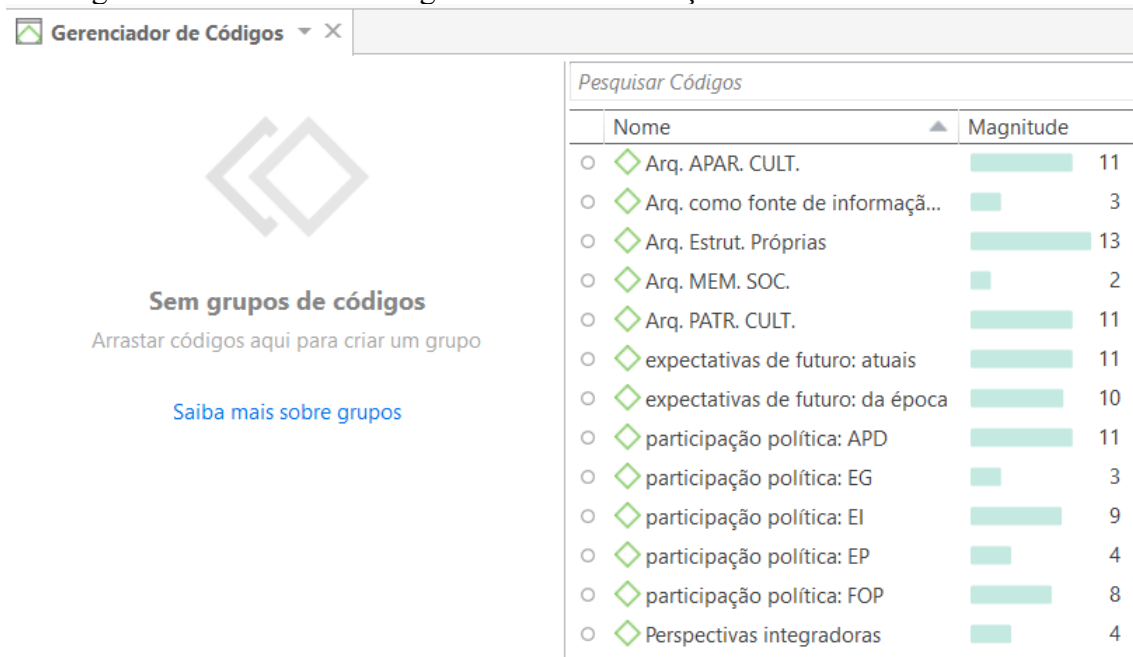 Gerenciador de Códigos
Sem grupos de códigos
Arrastar códigos aqui para criar um grupo
Saiba mais sobre grupos
Pesquisar Códigos
Nome Magnitude
Arq. APAR. CULT. 11
Arq. como fonte de informaçã... 3
Arq. Estrut. Próprias 13
Arq. MEM. SOC. 2
Arq. PATR. CULT. 11
expectativas de futuro: atuais 11
expectativas de futuro: da época 10
participação política: APD 11
participação política: EG 3
participação política: EI 9
participação política: EP 4
participação política: FOP 8
Perspectivas integradoras 4